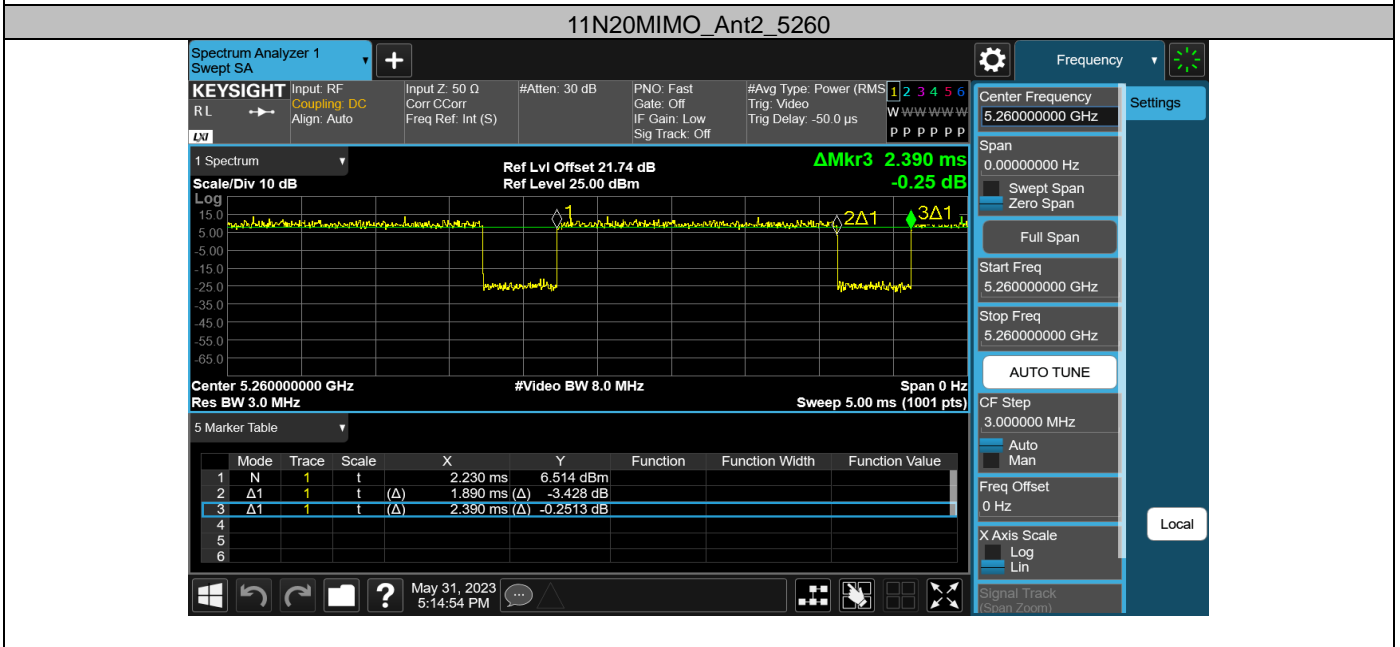 11N20MIMO_Ant2_5260
Spectrum Analyzer 1
Swept SA
+
Frequency
KEYSIGHT
RL
LXI
Input: RF
Coupling: DC
Align: Auto
Input Z: 50 Ω
Corr CCorr
Freq Ref: Int (S)
#Atten: 30 dB
PNO: Fast
Gate: Off
IF Gain: Low
Sig Track: Off
#Avg Type: Power (RMS
Trig: Video
Trig Delay: -50.0 µs
1 2 3 4 5 6
W W W W W W
P P P P P P
1 Spectrum
Scale/Div 10 dB
Ref Lvl Offset 21.74 dB
Ref Level 25.00 dBm
ΔMkr3 2.390 ms
-0.25 dB
Log
15.0
5.00
-5.00
-15.0
-25.0
-35.0
-45.0
-55.0
-65.0
1
2Δ1
3Δ1
Center 5.260000000 GHz
#Video BW 8.0 MHz
Span 0 Hz
Res BW 3.0 MHz
Sweep 5.00 ms (1001 pts)
5 Marker Table
Mode Trace Scale X Y Function Function Width Function Value
1 N 1 t 2.230 ms 6.514 dBm
2 Δ1 1 t (Δ) 1.890 ms (Δ) -3.428 dB
3 Δ1 1 t (Δ) 2.390 ms (Δ) -0.2513 dB
4
5
6
?
May 31, 2023
5:14:54 PM
Center Frequency
5.260000000 GHz
Settings
Span
0.00000000 Hz
Swept Span
Zero Span
Full Span
Start Freq
5.260000000 GHz
Stop Freq
5.260000000 GHz
AUTO TUNE
CF Step
3.000000 MHz
Auto
Man
Freq Offset
0 Hz
X Axis Scale
Log
Lin
Local
Signal Track
(Span Zoom)